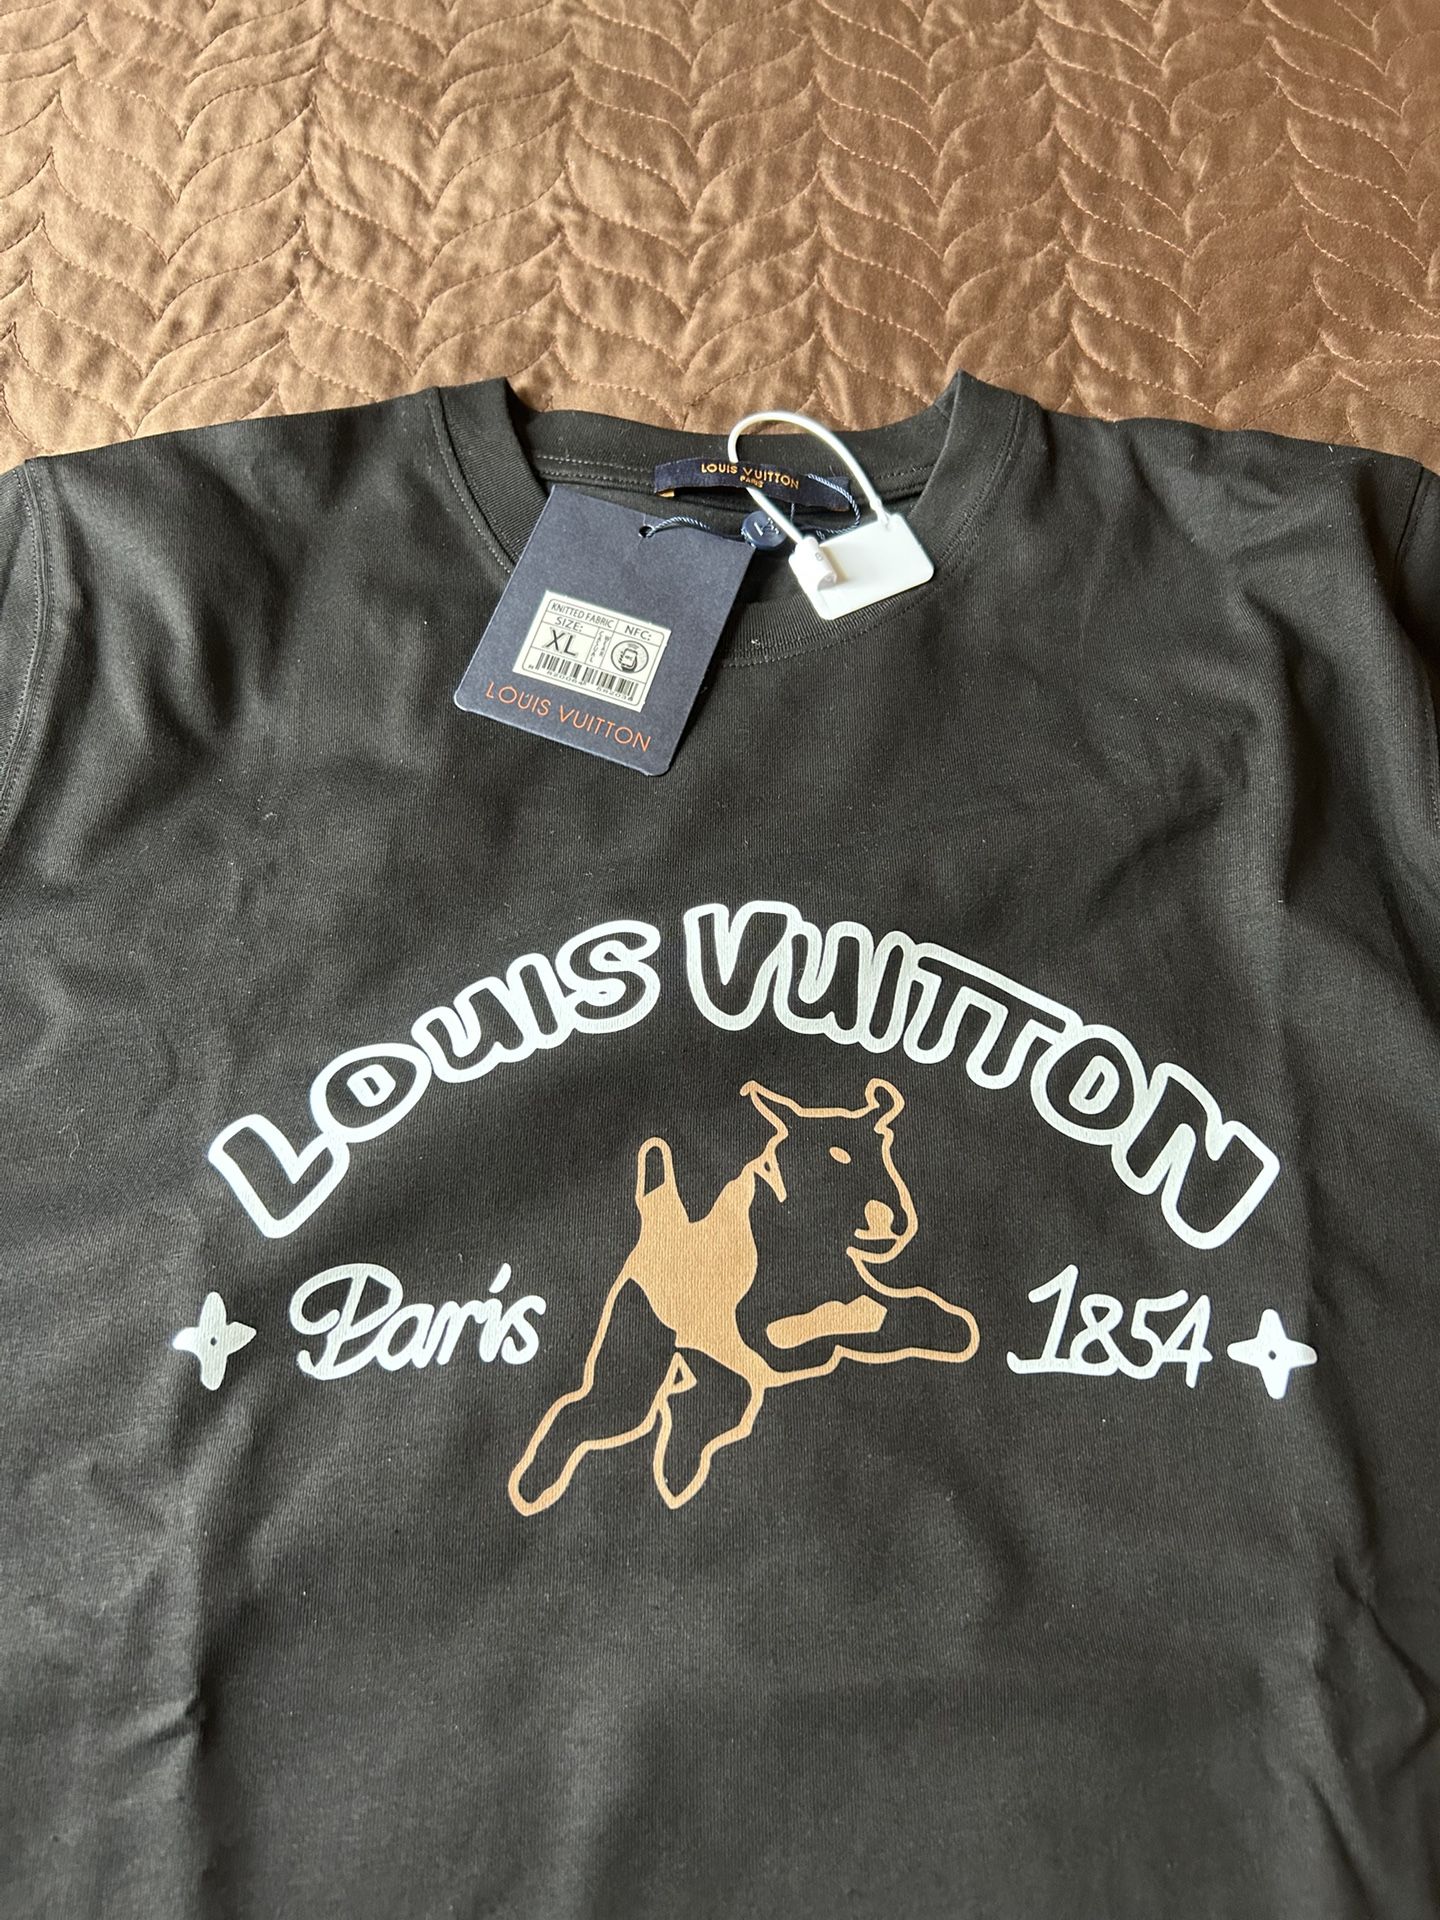 LOUIS VUITTON
PARIS
KNITTED FABRIC
SIZE: NFC:
XL
LOUIS VUITTON
LOUIS VUITTON
Paris 1854